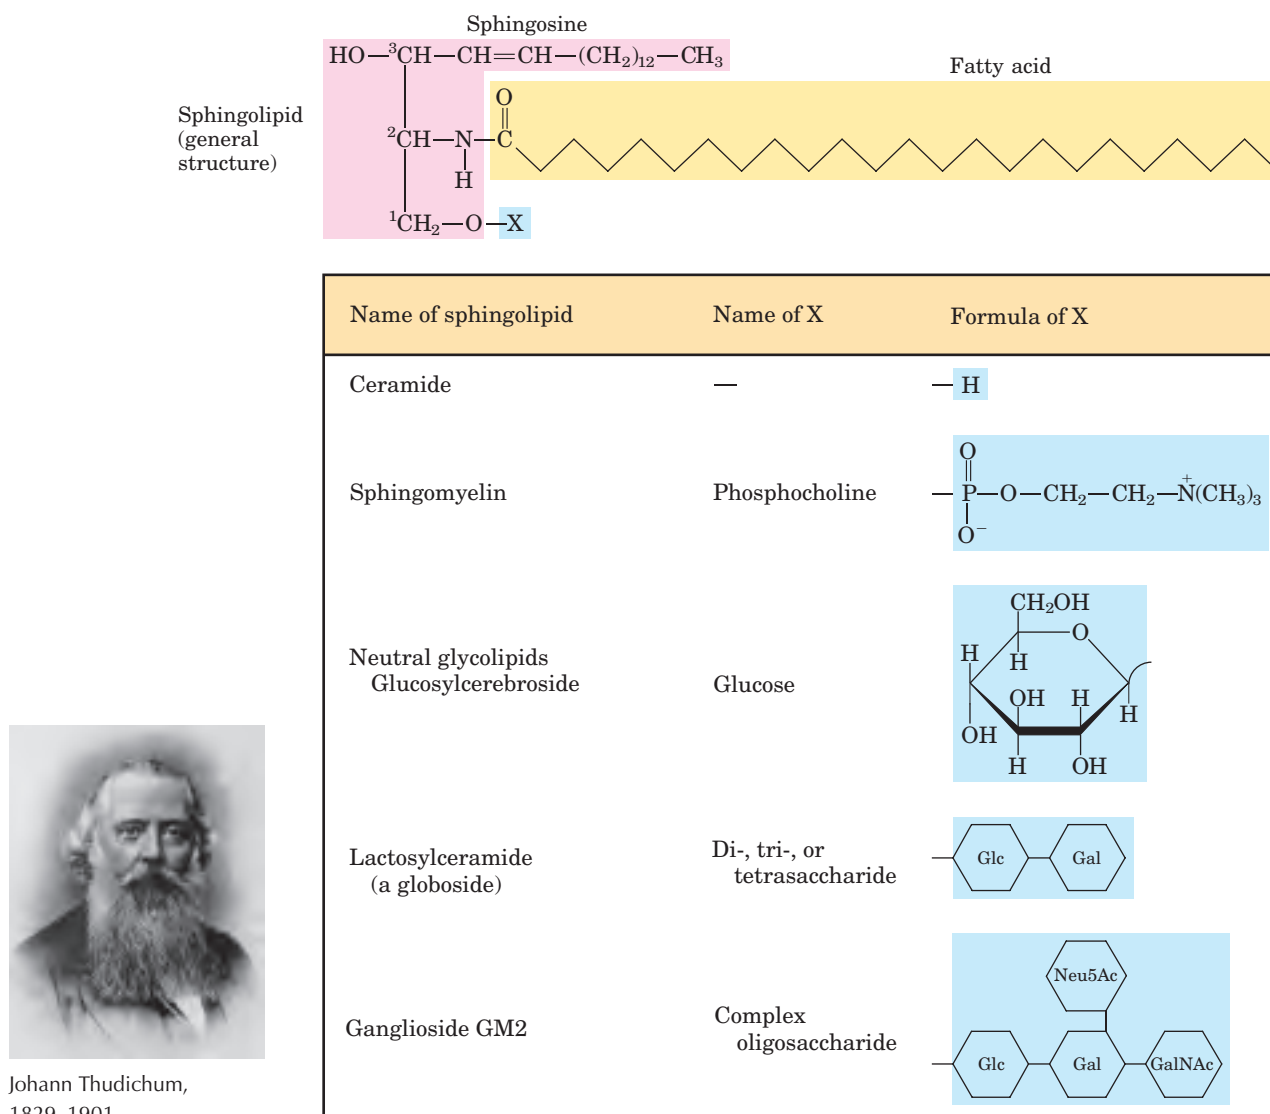 Sphingosine
HO—³CH—CH=CH—(CH₂)₁₂—CH₃
Fatty acid
Sphingolipid
(general
structure)
O
²CH—N—C
H
¹CH₂—O—X
Name of sphingolipid Name of X Formula of X
Ceramide — —H
O
Sphingomyelin Phosphocholine —P—O—CH₂—CH₂—N⁺(CH₃)₃
O⁻
CH₂OH
O
H
H
Neutral glycolipids
Glucosylcerebroside Glucose
OH H
H
OH
H OH
Lactosylceramide
(a globoside)
Di-, tri-, or
tetrasaccharide
Glc Gal
Neu5Ac
Ganglioside GM2
Complex
oligosaccharide
Glc Gal GalNAc
Johann Thudichum,
1829–1901